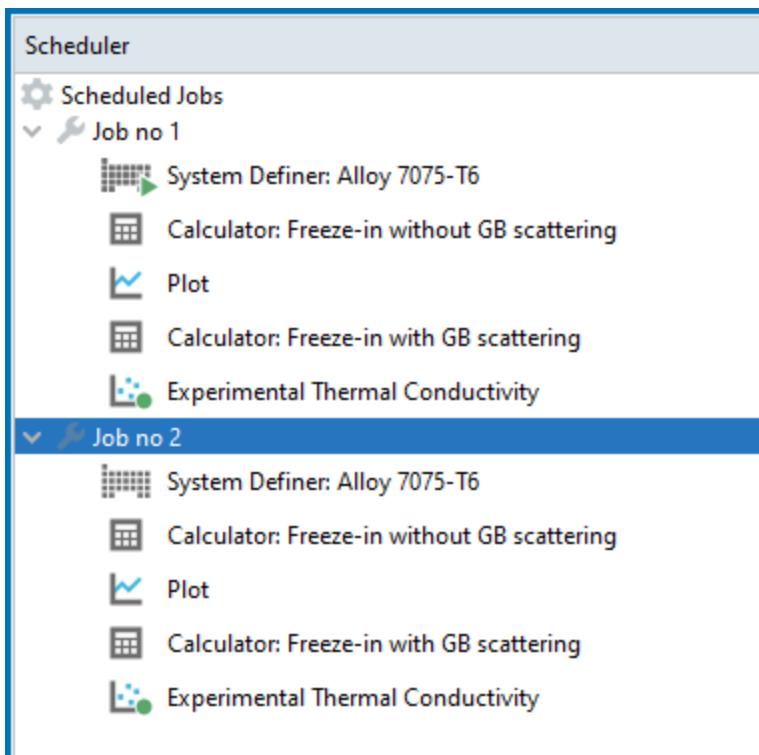 Scheduler
Scheduled Jobs
Job no 1
System Definer: Alloy 7075-T6
Calculator: Freeze-in without GB scattering
Plot
Calculator: Freeze-in with GB scattering
Experimental Thermal Conductivity
Job no 2
System Definer: Alloy 7075-T6
Calculator: Freeze-in without GB scattering
Plot
Calculator: Freeze-in with GB scattering
Experimental Thermal Conductivity